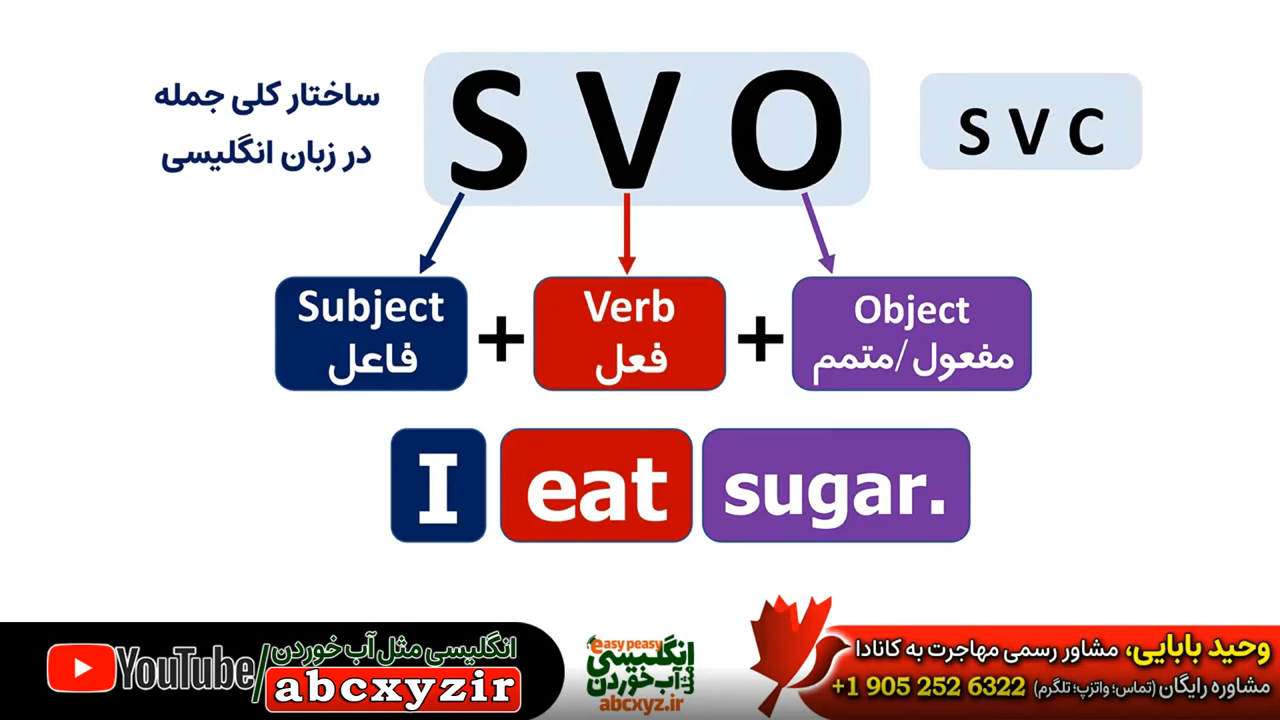 ساختار کلی جمله
در زبان انگلیسی
S V O
S V C
Subject
فاعل
+
Verb
فعل
+
Object
مفعول/متمم
I eat sugar.
YouTube/
انگلیسی مثل آب خوردن
abcxyzir
easy peasy
انگلیسی
مثل آب خوردن
abcxyz.ir
وحید بابایی، مشاور رسمی مهاجرت به کانادا
مشاوره رایگان (تماس؛ واتزپ؛ تلگرم) +1 905 252 6322